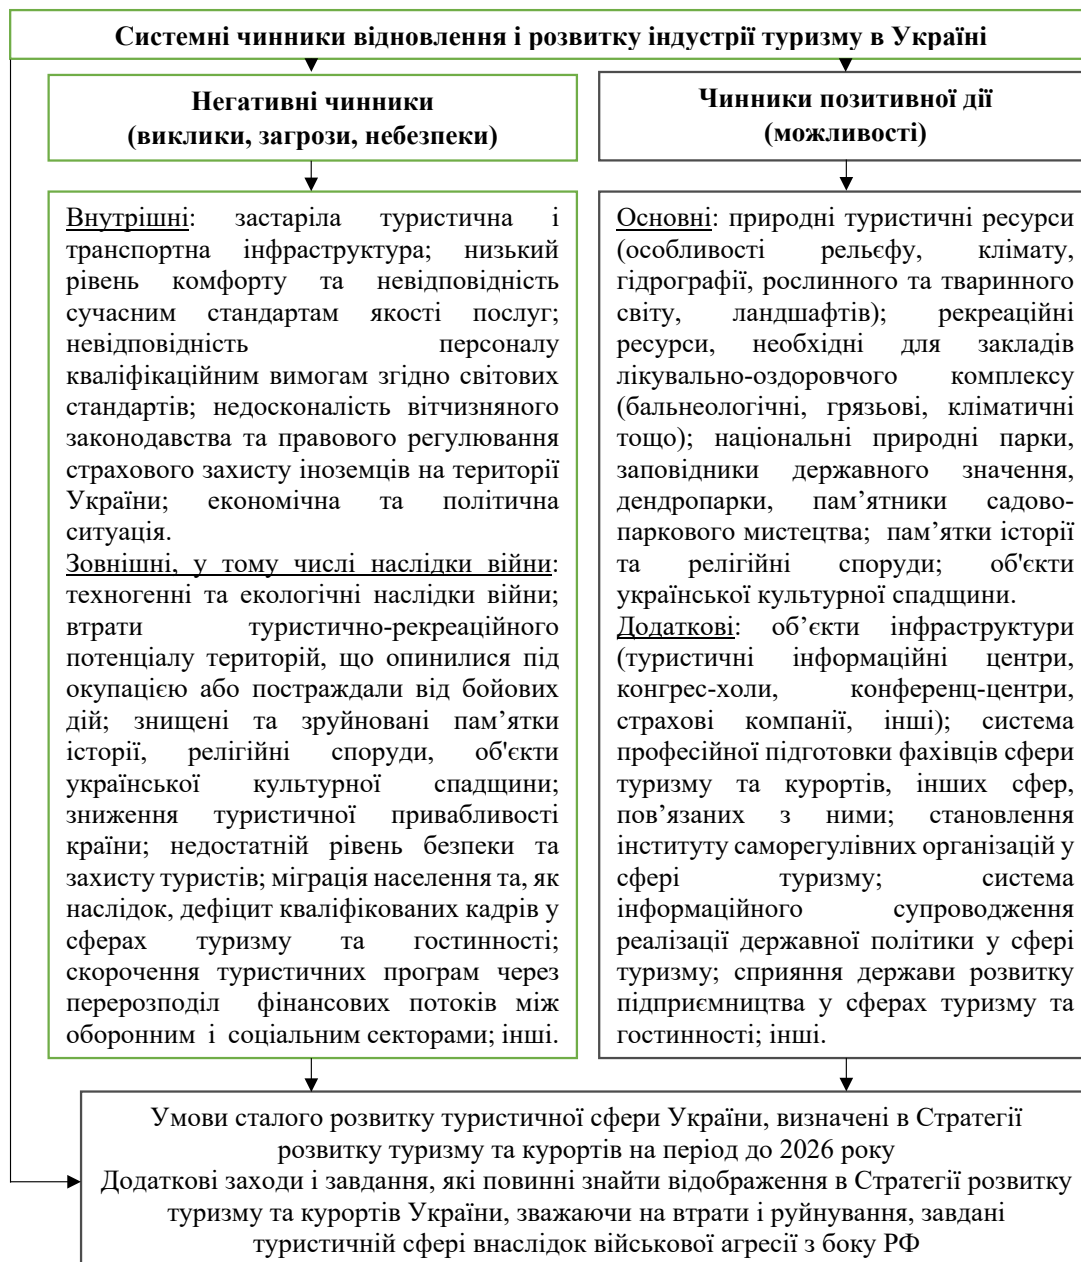 Системні чинники відновлення і розвитку індустрії туризму в Україні
Негативні чинники
(виклики, загрози, небезпеки)
Чинники позитивної дії
(можливості)
Внутрішні: застаріла туристична і
транспортна інфраструктура; низький
рівень комфорту та невідповідність
сучасним стандартам якості послуг;
невідповідність персоналу
кваліфікаційним вимогам згідно світових
стандартів; недосконалість вітчизняного
законодавства та правового регулювання
страхового захисту іноземців на території
України; економічна та політична
ситуація.
Зовнішні, у тому числі наслідки війни:
техногенні та екологічні наслідки війни;
втрати туристично-рекреаційного
потенціалу територій, що опинилися під
окупацією або постраждали від бойових
дій; знищені та зруйновані пам’ятки
історії, релігійні споруди, об'єкти
української культурної спадщини;
зниження туристичної привабливості
країни; недостатній рівень безпеки та
захисту туристів; міграція населення та, як
наслідок, дефіцит кваліфікованих кадрів у
сферах туризму та гостинності;
скорочення туристичних програм через
перерозподіл фінансових потоків між
оборонним і соціальним секторами; інші.
Основні: природні туристичні ресурси
(особливості рельєфу, клімату,
гідрографії, рослинного та тваринного
світу, ландшафтів); рекреаційні
ресурси, необхідні для закладів
лікувально-оздоровчого комплексу
(бальнеологічні, грязьові, кліматичні
тощо); національні природні парки,
заповідники державного значення,
дендропарки, пам’ятники садово-
паркового мистецтва; пам’ятки історії
та релігійні споруди; об'єкти
української культурної спадщини.
Додаткові: об’єкти інфраструктури
(туристичні інформаційні центри,
конгрес-холи, конференц-центри,
страхові компанії, інші); система
професійної підготовки фахівців сфери
туризму та курортів, інших сфер,
пов’язаних з ними; становлення
інституту саморегулівних організацій у
сфері туризму; система
інформаційного супроводження
реалізації державної політики у сфері
туризму; сприяння держави розвитку
підприємництва у сферах туризму та
гостинності; інші.
Умови сталого розвитку туристичної сфери України, визначені в Стратегії
розвитку туризму та курортів на період до 2026 року
Додаткові заходи і завдання, які повинні знайти відображення в Стратегії розвитку
туризму та курортів України, зважаючи на втрати і руйнування, завдані
туристичній сфері внаслідок військової агресії з боку РФ